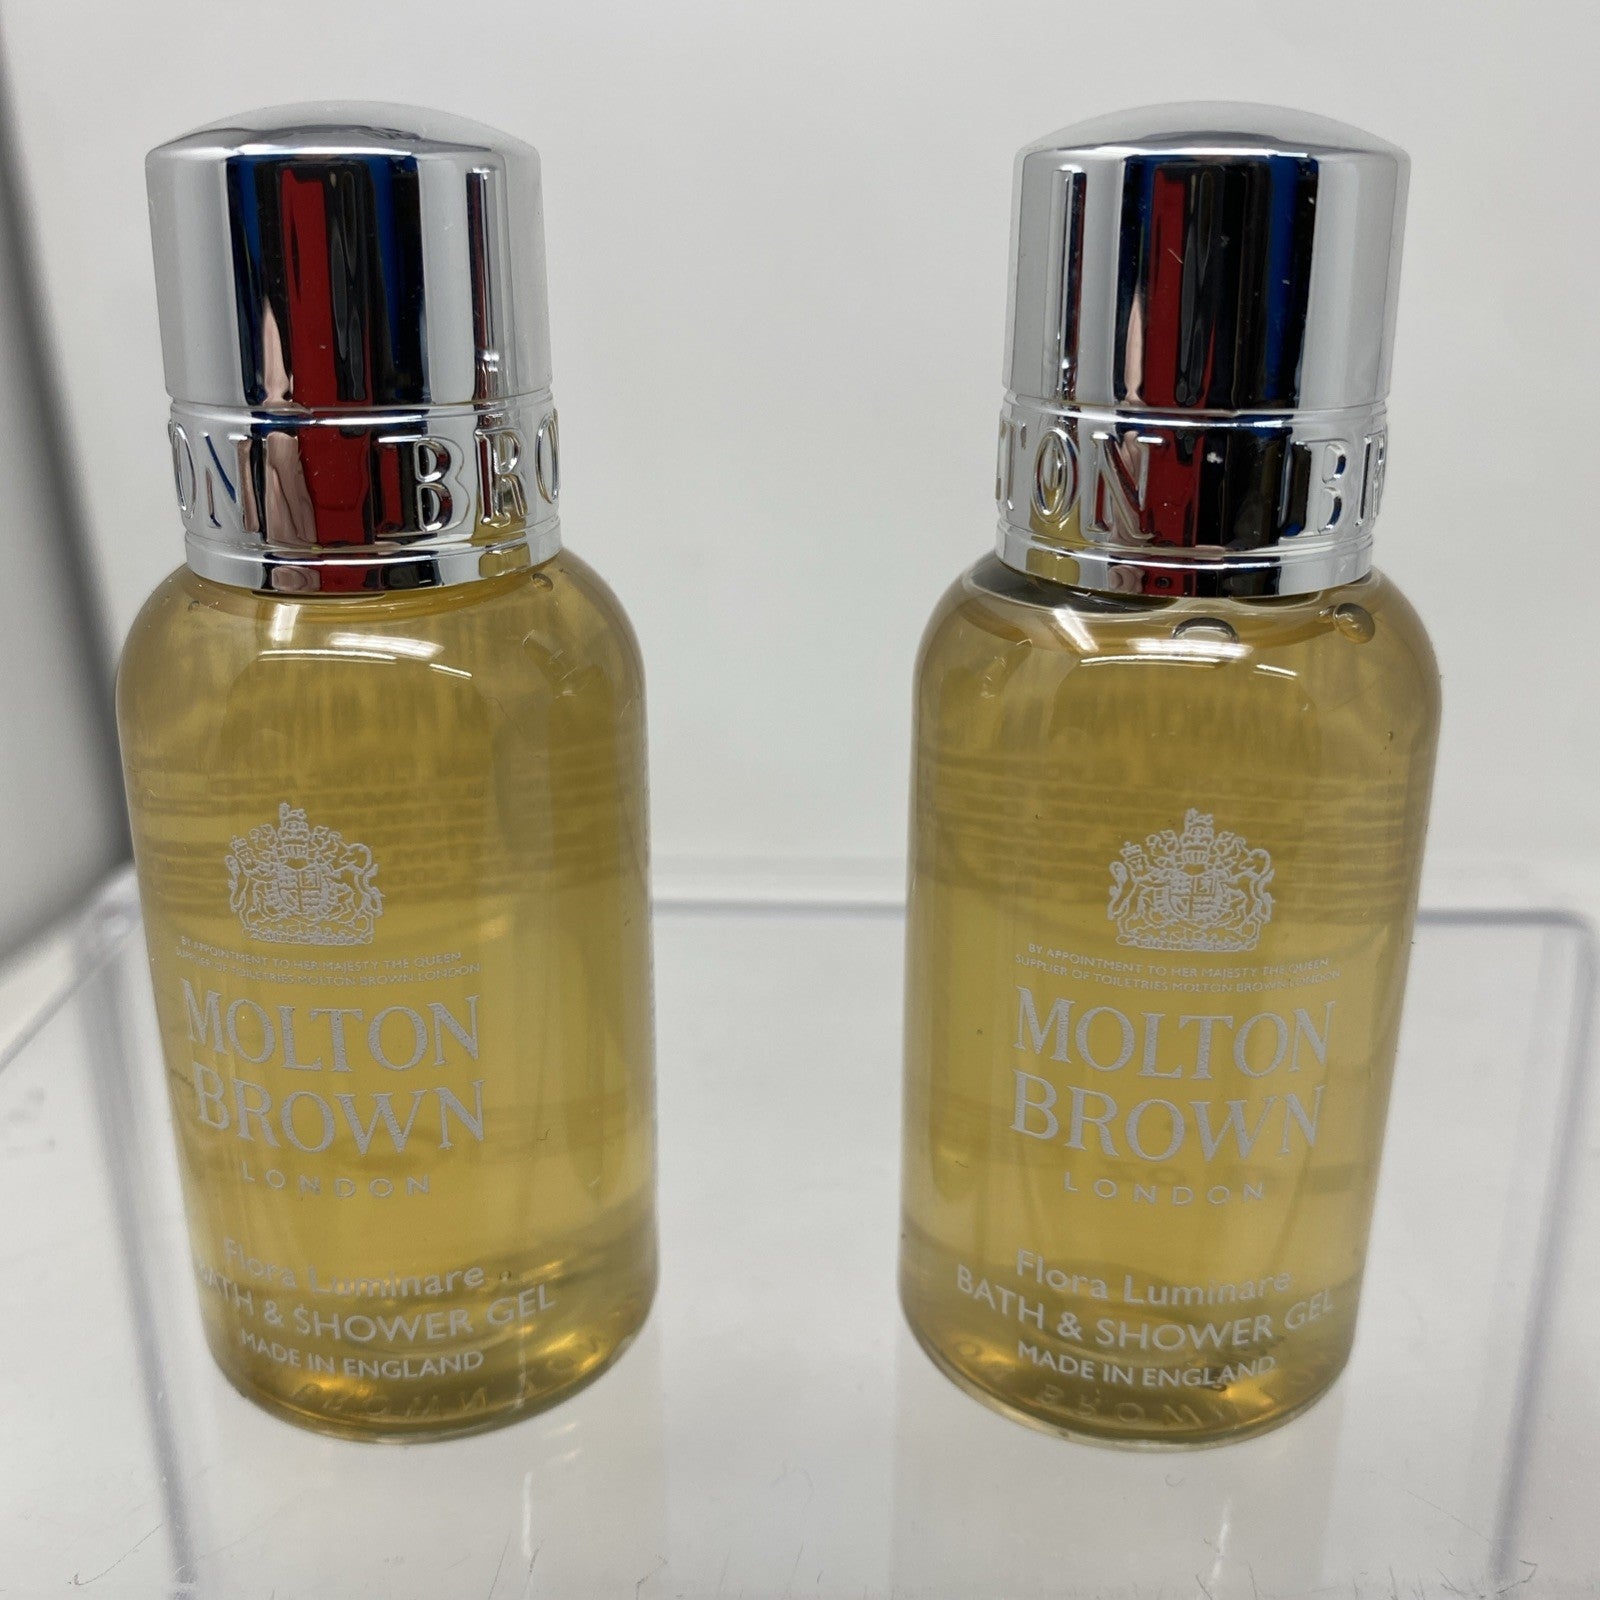 TON BRO
BY APPOINTMENT TO HER MAJESTY THE QUEEN
SUPPLIER OF TOILETRIES MOLTON BROWN LONDON
MOLTON
BROWN
LONDON
Flora Luminare
BATH & SHOWER GEL
MADE IN ENGLAND
TON BR
BY APPOINTMENT TO HER MAJESTY THE QUEEN
SUPPLIER OF TOILETRIES MOLTON BROWN LONDON
MOLTON
BROWN
LONDON
Flora Luminare
BATH & SHOWER GEL
MADE IN ENGLAND